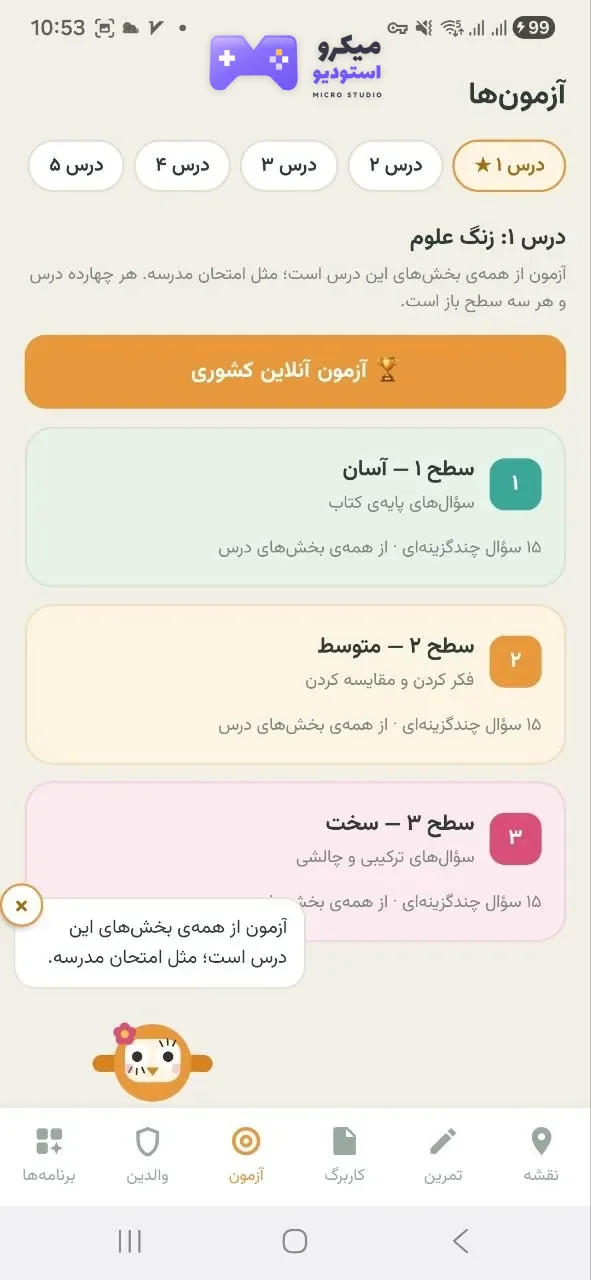 10:53
99
میکرو
استودیو
MICRO STUDIO
آزمون‌ها
درس ۱ ★
درس ۲
درس ۳
درس ۴
درس ۵
درس ۱: زنگ علوم
آزمون از همه‌ی بخش‌های این درس است؛ مثل امتحان مدرسه. هر چهارده درس
و هر سه سطح باز است.
🏆 آزمون آنلاین کشوری
۱
سطح ۱ – آسان
سؤال‌های پایه‌ی کتاب
۱۵ سؤال چندگزینه‌ای · از همه‌ی بخش‌های درس
۲
سطح ۲ – متوسط
فکر کردن و مقایسه کردن
۱۵ سؤال چندگزینه‌ای · از همه‌ی بخش‌های درس
۳
سطح ۳ – سخت
سؤال‌های ترکیبی و چالشی
۱۵ سؤال چندگزینه‌ای · از همه‌ی
×
آزمون از همه‌ی بخش‌های این
درس است؛ مثل امتحان مدرسه.
نقشه
تمرین
کاربرگ
آزمون
والدین
برنامه‌ها